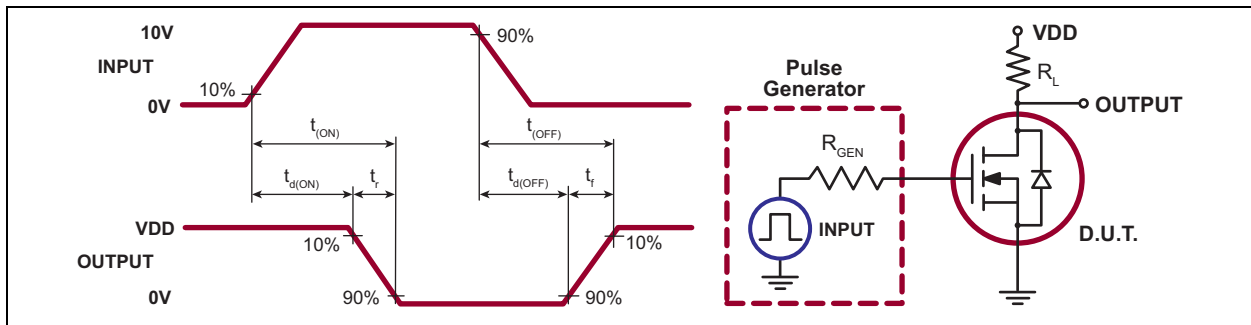 10V
INPUT
0V
10%
90%
t(ON)
t(OFF)
td(ON)
tr
td(OFF)
tf
VDD
OUTPUT
0V
10%
90%
90%
10%
Pulse
Generator
RGEN
INPUT
VDD
RL
OUTPUT
D.U.T.